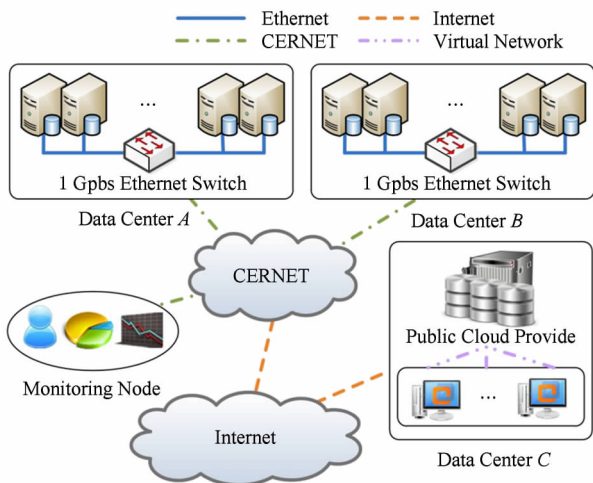 Ethernet Internet
CERNET Virtual Network
... ...
1 Gpbs Ethernet Switch 1 Gpbs Ethernet Switch
Data Center A Data Center B
CERNET
Public Cloud Provide
Monitoring Node
...
Internet
Data Center C